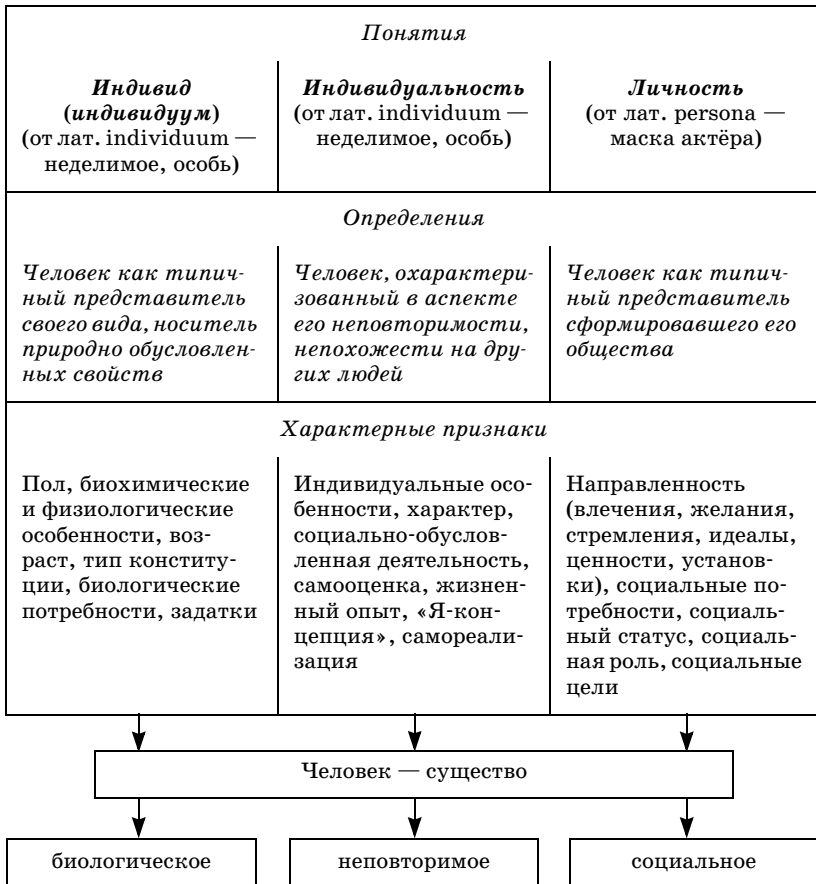 Понятия
Индивид
(индивидуум)
(от лат. individuum —
неделимое, особь)
Индивидуальность
(от лат. individuum —
неделимое, особь)
Личность
(от лат. persona —
маска актёра)
Определения
Человек как типич-
ный представитель
своего вида, носитель
природно обусловлен-
ных свойств
Человек, охарактери-
зованный в аспекте
его неповторимости,
непохожести на дру-
гих людей
Человек как типич-
ный представитель
сформировавшего его
общества
Характерные признаки
Пол, биохимические
и физиологические
особенности, воз-
раст, тип конститу-
ции, биологические
потребности, задатки
Индивидуальные осо-
бенности, характер,
социально-обуслов-
ленная деятельность,
самооценка, жизнен-
ный опыт, «Я-кон-
цепция», самореали-
зация
Направленность
(влечения, желания,
стремления, идеалы,
ценности, установ-
ки), социальные по-
требности, социаль-
ный статус, социаль-
ная роль, социальные
цели
Человек — существо
биологическое
неповторимое
социальное